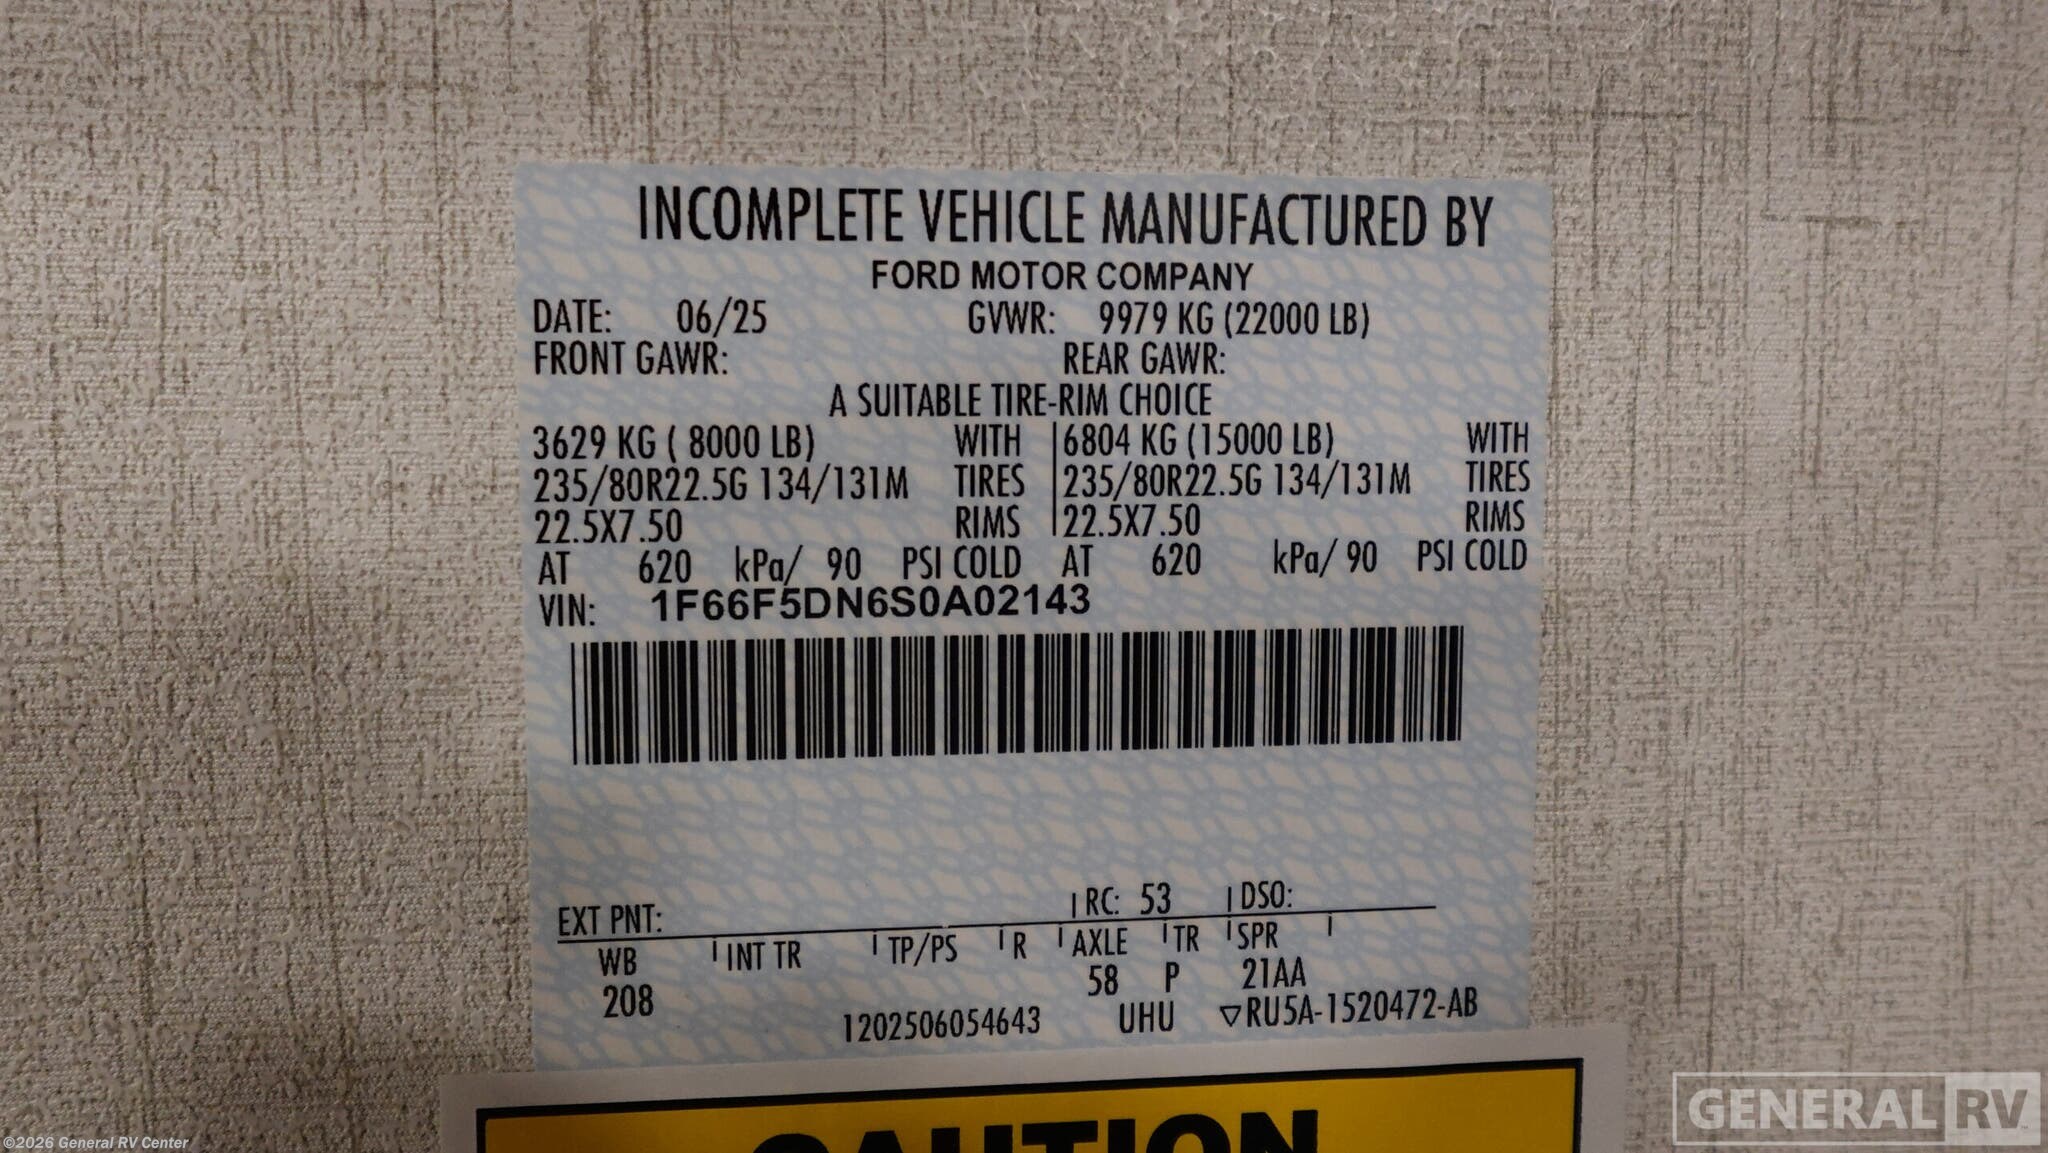 INCOMPLETE VEHICLE MANUFACTURED BY
FORD MOTOR COMPANY
DATE: 06/25 GVWR: 9979 KG (22000 LB)
FRONT GAWR: REAR GAWR:
A SUITABLE TIRE-RIM CHOICE
3629 KG ( 8000 LB) WITH 6804 KG (15000 LB) WITH
235/80R22.5G 134/131M TIRES 235/80R22.5G 134/131M TIRES
22.5X7.50 RIMS 22.5X7.50 RIMS
AT 620 kPa/ 90 PSI COLD AT 620 kPa/ 90 PSI COLD
VIN: 1F66F5DN6S0A02143
EXT PNT: RC: 53 DSO:
WB INT TR TP/PS R AXLE TR SPR
208 58 P 21AA
1202506054643 UHU ▽RU5A-1520472-AB
CAUTION
GENERAL RV
©2026 General RV Center